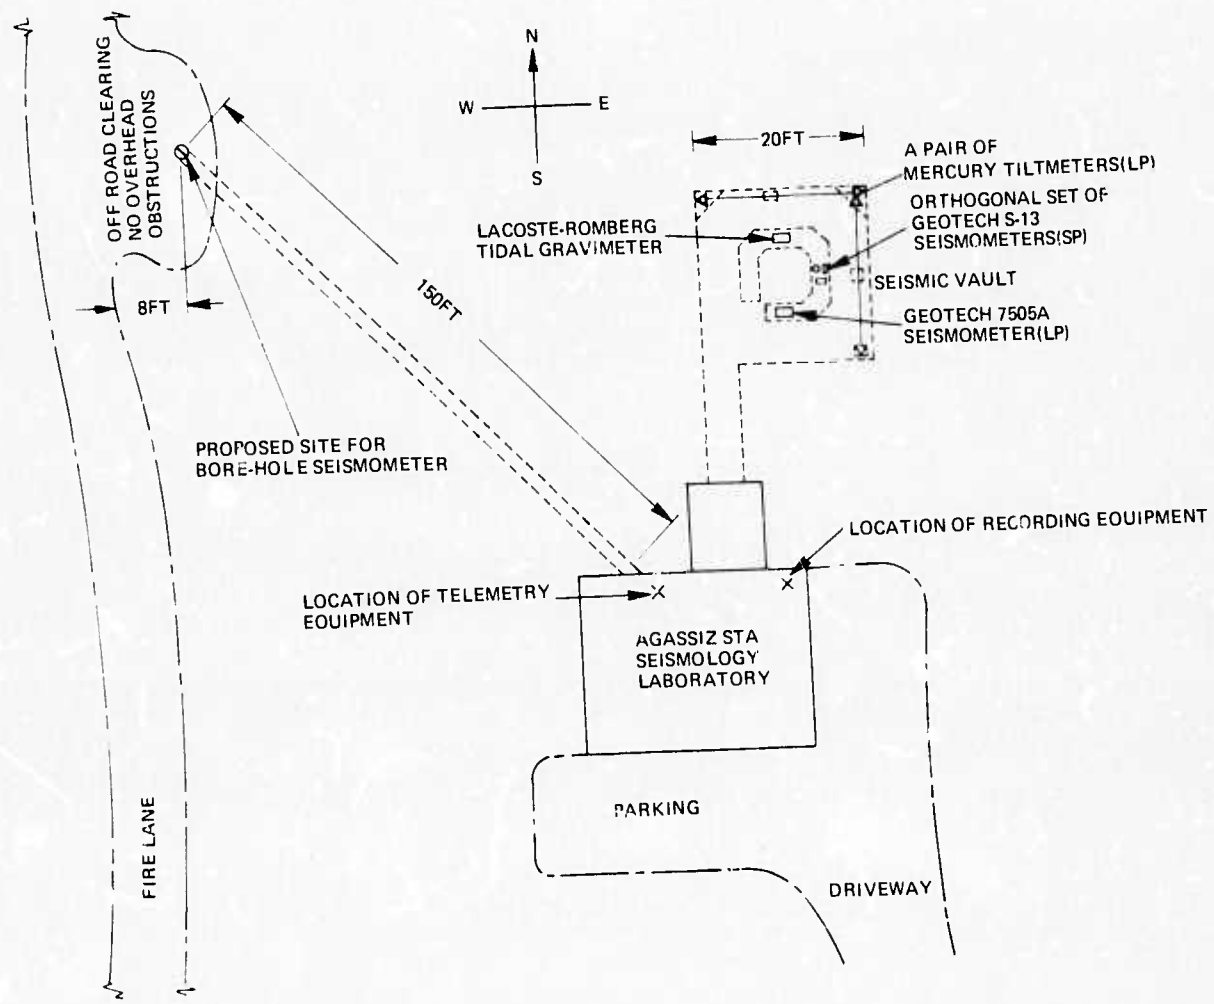 OFF ROAD CLEARING
NO OVERHEAD
OBSTRUCTIONS
N
W
E
S
20FT
A PAIR OF
MERCURY TILTMETERS(LP)
ORTHOGONAL SET OF
GEOTECH S-13
SEISMOMETERS(SP)
LACOSTE-ROMBERG
TIDAL GRAVIMETER
SEISMIC VAULT
GEOTECH 7505A
SEISMOMETER(LP)
8FT
150FT
PROPOSED SITE FOR
BORE-HOLE SEISMOMETER
LOCATION OF RECORDING EQUIPMENT
LOCATION OF TELEMETRY
EQUIPMENT
AGASSIZ STA
SEISMOLOGY
LABORATORY
PARKING
FIRE LANE
DRIVEWAY